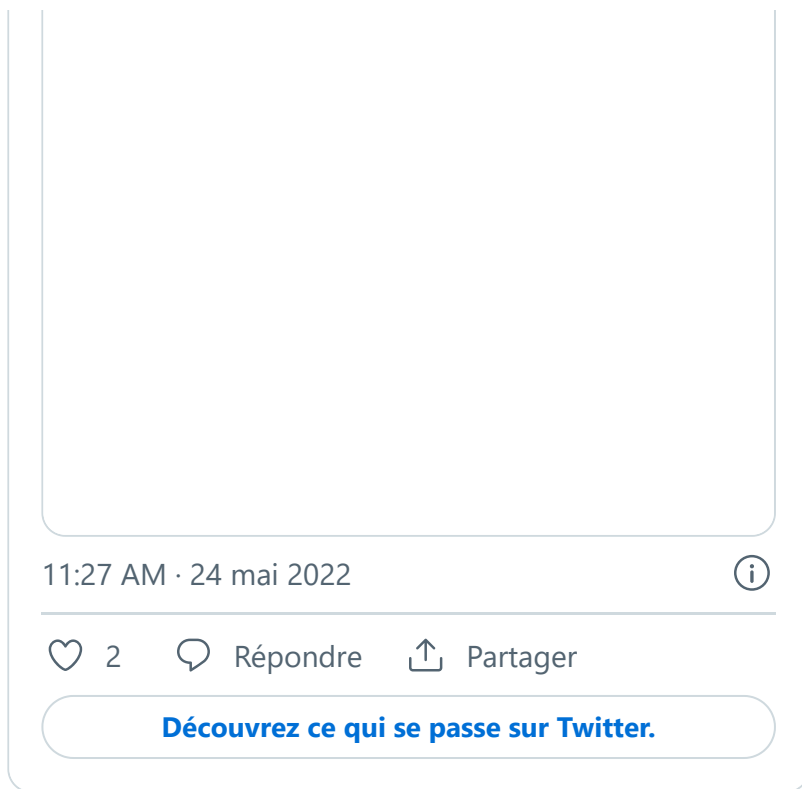 11:27 AM · 24 mai 2022
2 Répondre Partager
Découvrez ce qui se passe sur Twitter.